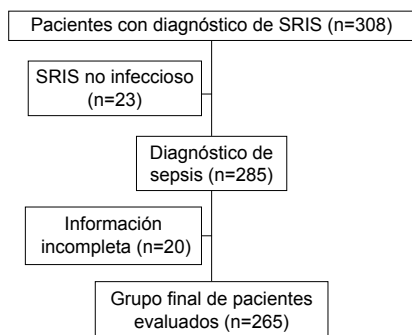 Pacientes con diagnóstico de SRIS (n=308)
SRIS no infeccioso
(n=23)
Diagnóstico de
sepsis (n=285)
Información
incompleta (n=20)
Grupo final de pacientes
evaluados (n=265)